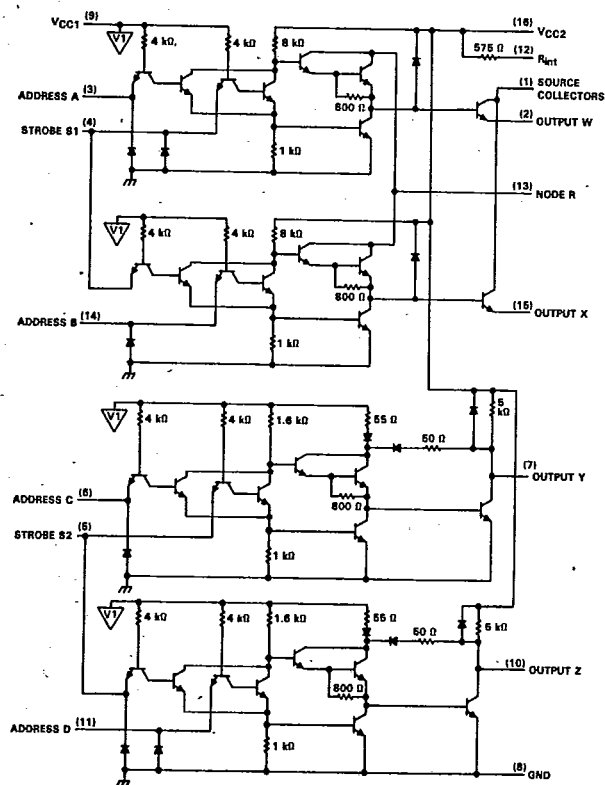 VCC1 (9)
V1
4 kΩ
4 kΩ
8 kΩ
(16)
VCC2
575 Ω
(12)
Rint
(1) SOURCE
COLLECTORS
ADDRESS A (3)
800 Ω
(2) OUTPUT W
STROBE S1 (4)
1 kΩ
(13)
NODE R
V1
4 kΩ
4 kΩ
8 kΩ
800 Ω
ADDRESS B (14)
(15) OUTPUT X
1 kΩ
V1
4 kΩ
4 kΩ
1.6 kΩ
55 Ω
5
kΩ
50 Ω
(7)
OUTPUT Y
ADDRESS C (5)
800 Ω
STROBE S2
1 kΩ
V1
4 kΩ
4 kΩ
1.6 kΩ
55 Ω
5 kΩ
50 Ω
(10) OUTPUT Z
800 Ω
ADDRESS D (11)
1 kΩ
(8)
GND